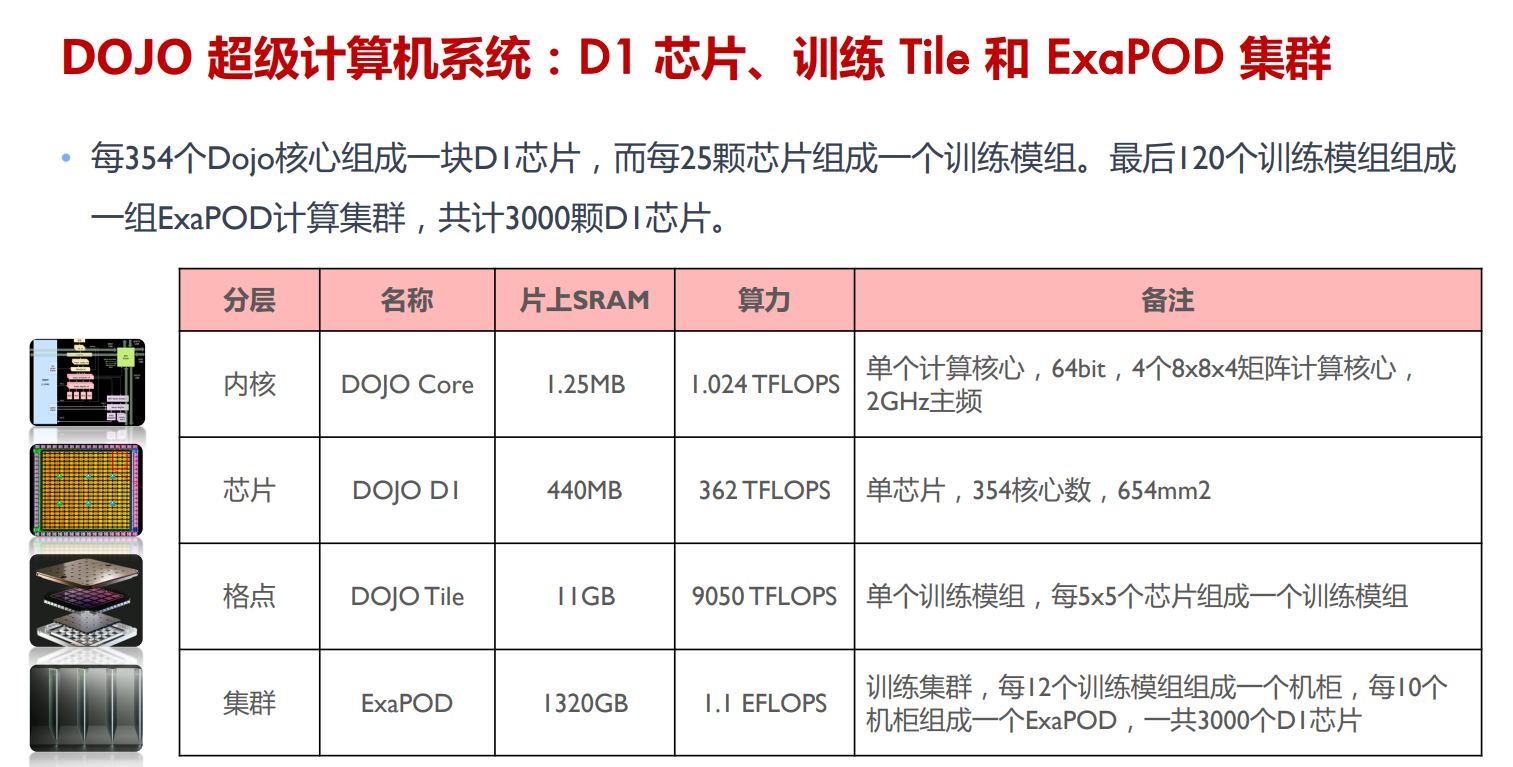 DOJO 超级计算机系统：D1 芯片、训练 Tile 和 ExaPOD 集群
• 每354个Dojo核心组成一块D1芯片，而每25颗芯片组成一个训练模组。最后120个训练模组组成
一组ExaPOD计算集群，共计3000颗D1芯片。
分层 名称 片上SRAM 算力 备注
内核 DOJO Core 1.25MB 1.024 TFLOPS 单个计算核心，64bit，4个8x8x4矩阵计算核心，
2GHz主频
芯片 DOJO D1 440MB 362 TFLOPS 单芯片，354核心数，654mm2
格点 DOJO Tile 11GB 9050 TFLOPS 单个训练模组，每5x5个芯片组成一个训练模组
集群 ExaPOD 1320GB 1.1 EFLOPS 训练集群，每12个训练模组组成一个机柜，每10个
机柜组成一个ExaPOD，一共3000个D1芯片